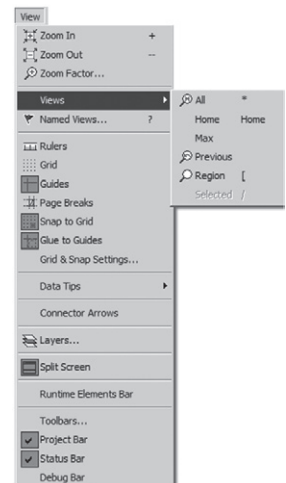 View
Zoom In +
Zoom Out --
Zoom Factor...
Views
Named Views... ?
Rulers
Grid
Guides
Page Breaks
Snap to Grid
Glue to Guides
Grid & Snap Settings...
Data Tips
Connector Arrows
Layers...
Split Screen
Runtime Elements Bar
Toolbars...
Project Bar
Status Bar
Debug Bar
All *
Home Home
Max
Previous
Region [
Selected /